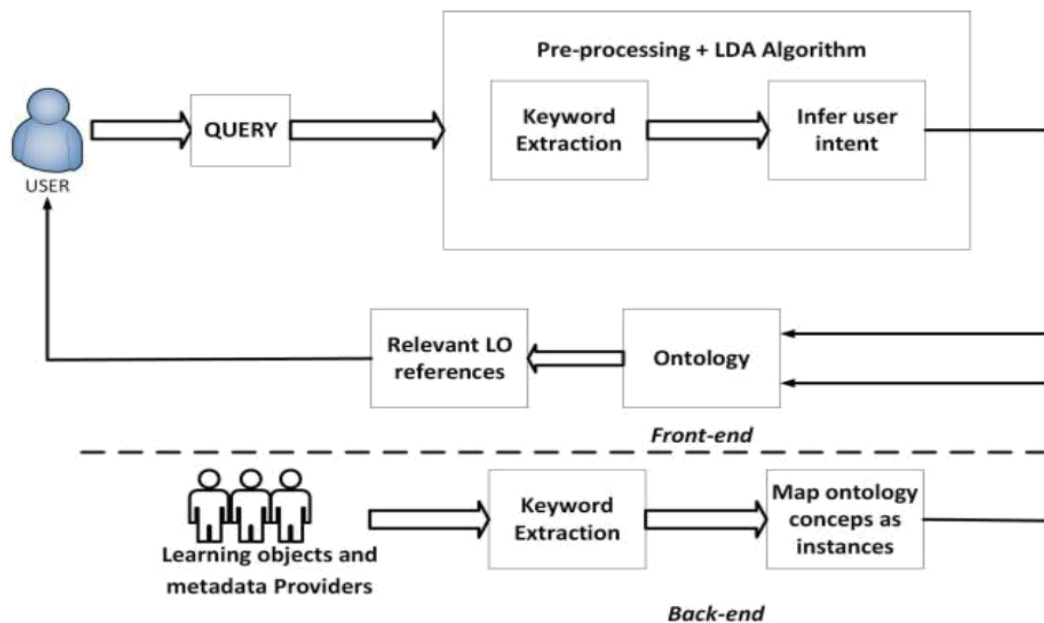 Pre-processing + LDA Algorithm
USER
QUERY
Keyword
Extraction
Infer user
intent
Relevant LO
references
Ontology
Front-end
Learning objects and
metadata Providers
Keyword
Extraction
Map ontology
conceps as
instances
Back-end